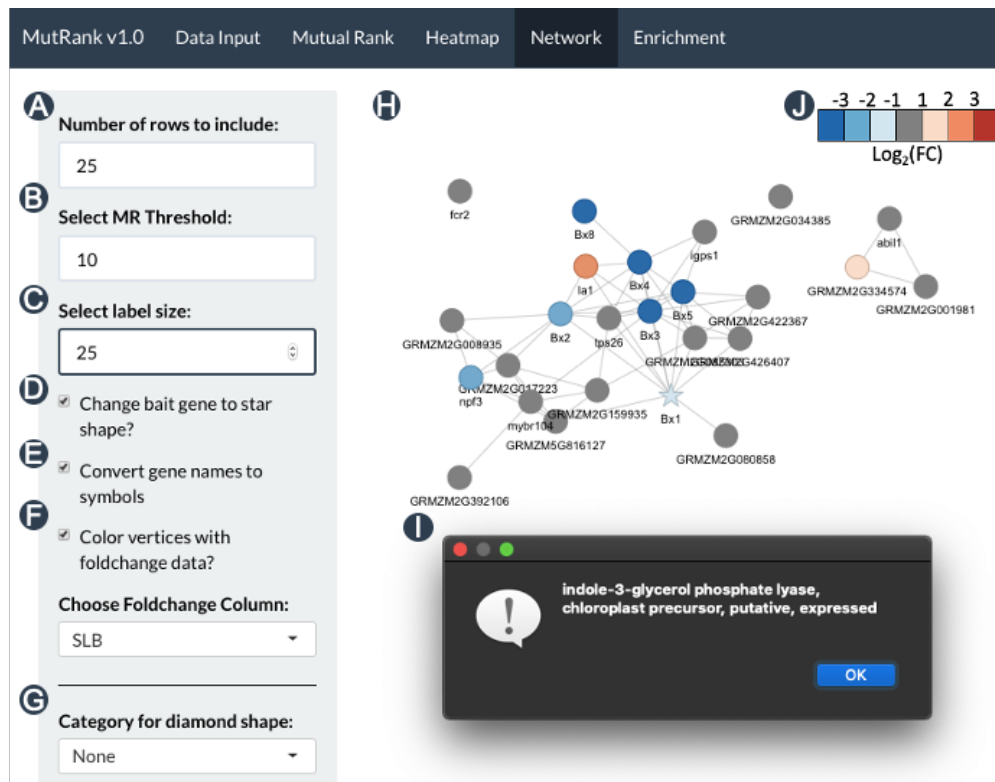 MutRank v1.0 Data Input Mutual Rank Heatmap Network Enrichment
A
Number of rows to include:
25
B
Select MR Threshold:
10
C
Select label size:
25
D
Change bait gene to star
shape?
E
Convert gene names to
symbols
F
Color vertices with
foldchange data?
Choose Foldchange Column:
SLB
G
Category for diamond shape:
None
H
J
-3 -2 -1 1 2 3
Log2(FC)
fcr2
GRMZM2G034385
Bx8
igps1
abil1
la1
Bx4
GRMZM2G334574
Bx5
GRMZM2G001981
GRMZM2G422367
Bx2
tps26
Bx3
GRMZM2G008935
GRMZM2G426407
GRMZM2G017223
npf3
GRMZM2G159935
mybr104
Bx1
GRMZM5G816127
GRMZM2G080858
GRMZM2G392106
I
indole-3-glycerol phosphate lyase,
chloroplast precursor, putative, expressed
OK